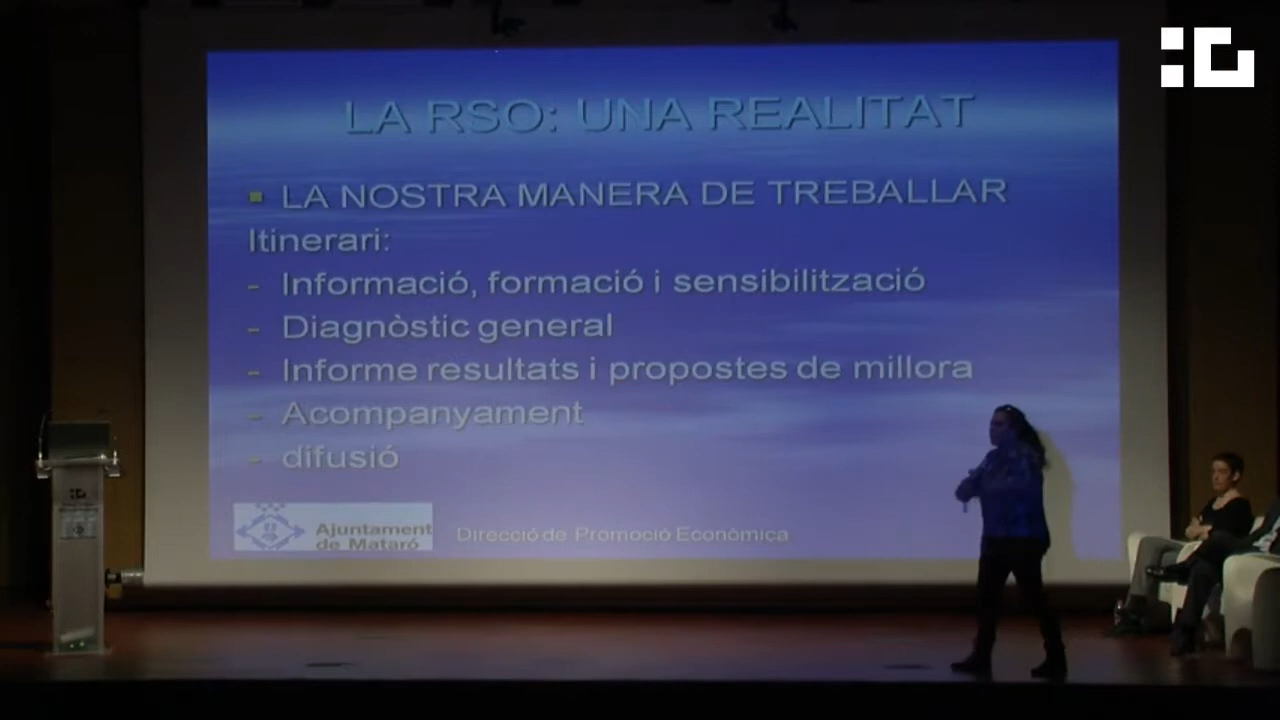 LA RSO: UNA REALITAT
▪ LA NOSTRA MANERA DE TREBALLAR
Itinerari:
- Informació, formació i sensibilització
- Diagnòstic general
- Informe resultats i propostes de millora
- Acompanyament
- difusió
Ajuntament
de Mataró
Direcció de Promoció Econòmica